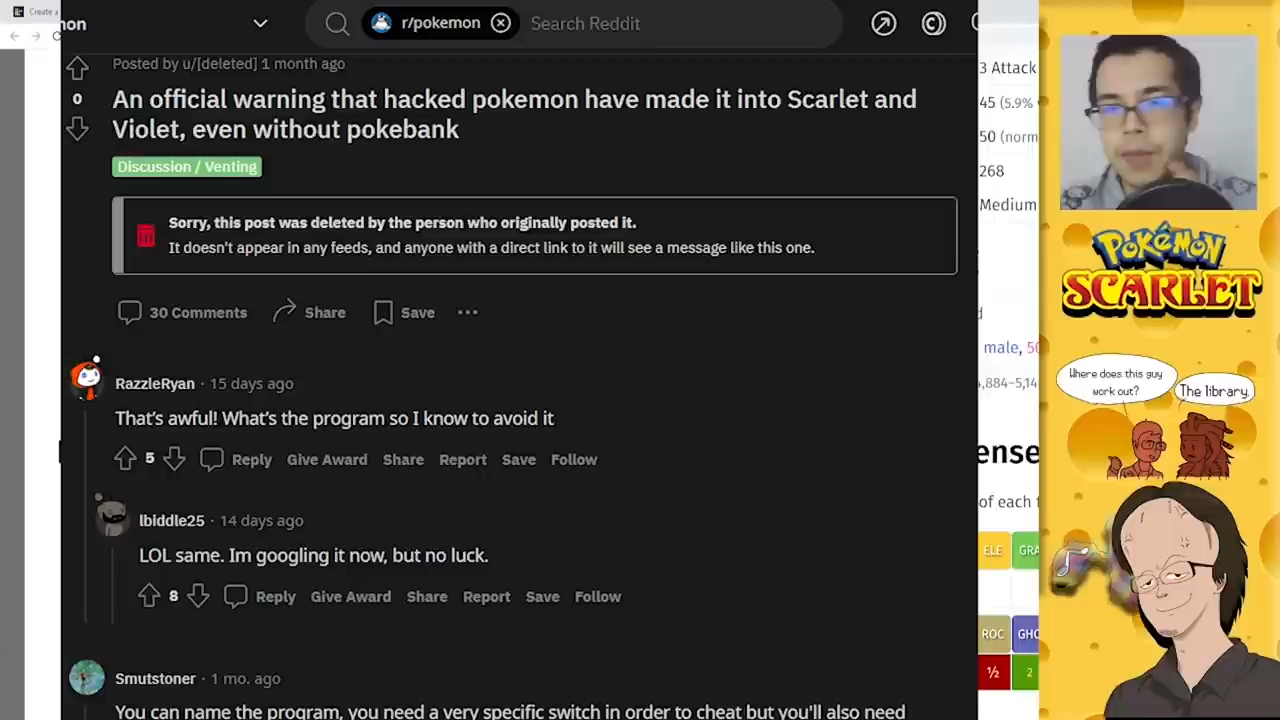 Create
non
r/pokemon
Search Reddit
Posted by u/[deleted] 1 month ago
0
An official warning that hacked pokemon have made it into Scarlet and
Violet, even without pokebank
Discussion / Venting
Sorry, this post was deleted by the person who originally posted it.
It doesn't appear in any feeds, and anyone with a direct link to it will see a message like this one.
30 Comments
Share
Save
RazzleRyan · 15 days ago
That's awful! What's the program so I know to avoid it
5
Reply Give Award Share Report Save Follow
lbiddle25 · 14 days ago
LOL same. Im googling it now, but no luck.
8
Reply Give Award Share Report Save Follow
Smutstoner · 1 mo. ago
You can name the program, you need a very specific switch in order to cheat but you'll also need
3 Attack
45 (5.9%
50 (norm
268
Medium
d
male, 50
4,884–5,14
ense
of each t
ELE GRA
ROC GHO
½ 2
POKéMON
SCARLET
Where does this guy
work out?
The library.